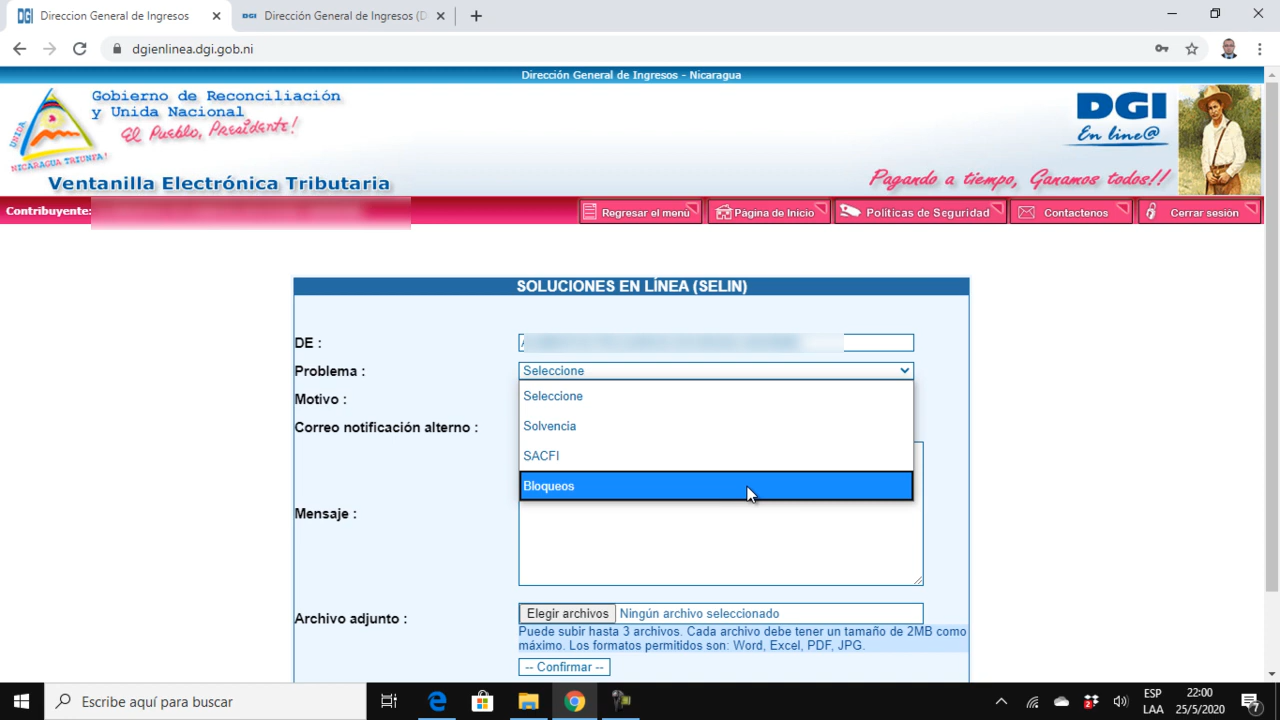 Direccion General de Ingresos
DGI Dirección General de Ingresos (D
dgienlinea.dgi.gob.ni
Dirección General de Ingresos - Nicaragua
Gobierno de Reconciliación
y Unida Nacional
El Pueblo, Presidente!
UNIDA
NICARAGUA TRIUNFA!
Ventanilla Electrónica Tributaria
DGI
En line@
Pagando a tiempo, Ganamos todos!!
Contribuyente:
Regresar el menú
Página de Inicio
Políticas de Seguridad
Contactenos
Cerrar sesión
SOLUCIONES EN LÍNEA (SELIN)
DE :
Problema :
Seleccione
Seleccione
Motivo :
Solvencia
Correo notificación alterno :
SACFI
Bloqueos
Mensaje :
Archivo adjunto :
Elegir archivos Ningún archivo seleccionado
Puede subir hasta 3 archivos. Cada archivo debe tener un tamaño de 2MB como
máximo. Los formatos permitidos son: Word, Excel, PDF, JPG.
-- Confirmar --
Escribe aquí para buscar
ESP
LAA
22:00
25/5/2020
7